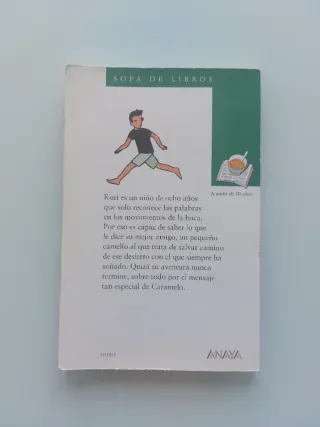 SOPA DE LIBROS
A partir de 10 años
Kori es un niño de ocho años
que solo reconoce las palabras
en los movimientos de la boca.
Por eso es capaz de saber lo que
le dice su mejor amigo, un pequeño
camello al que trata de salvar camino
de ese desierto con el que siempre ha
soñado. Quizá su aventura nunca
termine, sobre todo por el mensaje
tan especial de Caramelo.
ANAYA